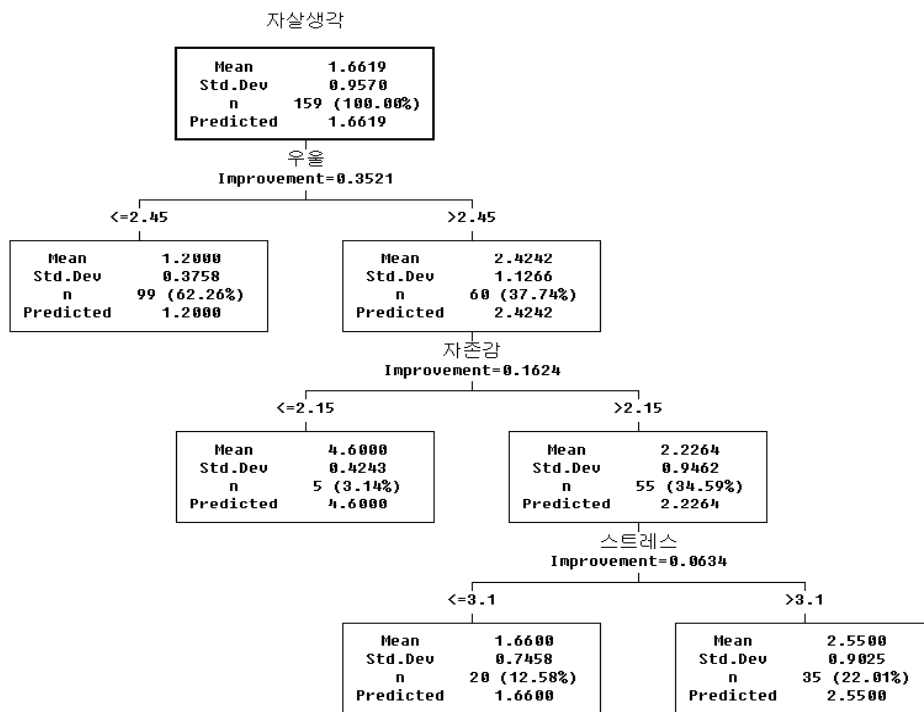 자살생각
Mean 1.6619
Std.Dev 0.9570
n 159 (100.00%)
Predicted 1.6619
우울
Improvement=0.3521
<=2.45 >2.45
Mean 1.2000
Std.Dev 0.3758
n 99 (62.26%)
Predicted 1.2000
Mean 2.4242
Std.Dev 1.1266
n 60 (37.74%)
Predicted 2.4242
자존감
Improvement=0.1624
<=2.15 >2.15
Mean 4.6000
Std.Dev 0.4243
n 5 (3.14%)
Predicted 4.6000
Mean 2.2264
Std.Dev 0.9462
n 55 (34.59%)
Predicted 2.2264
스트레스
Improvement=0.0634
<=3.1 >3.1
Mean 1.6600
Std.Dev 0.7458
n 20 (12.58%)
Predicted 1.6600
Mean 2.5500
Std.Dev 0.9025
n 35 (22.01%)
Predicted 2.5500